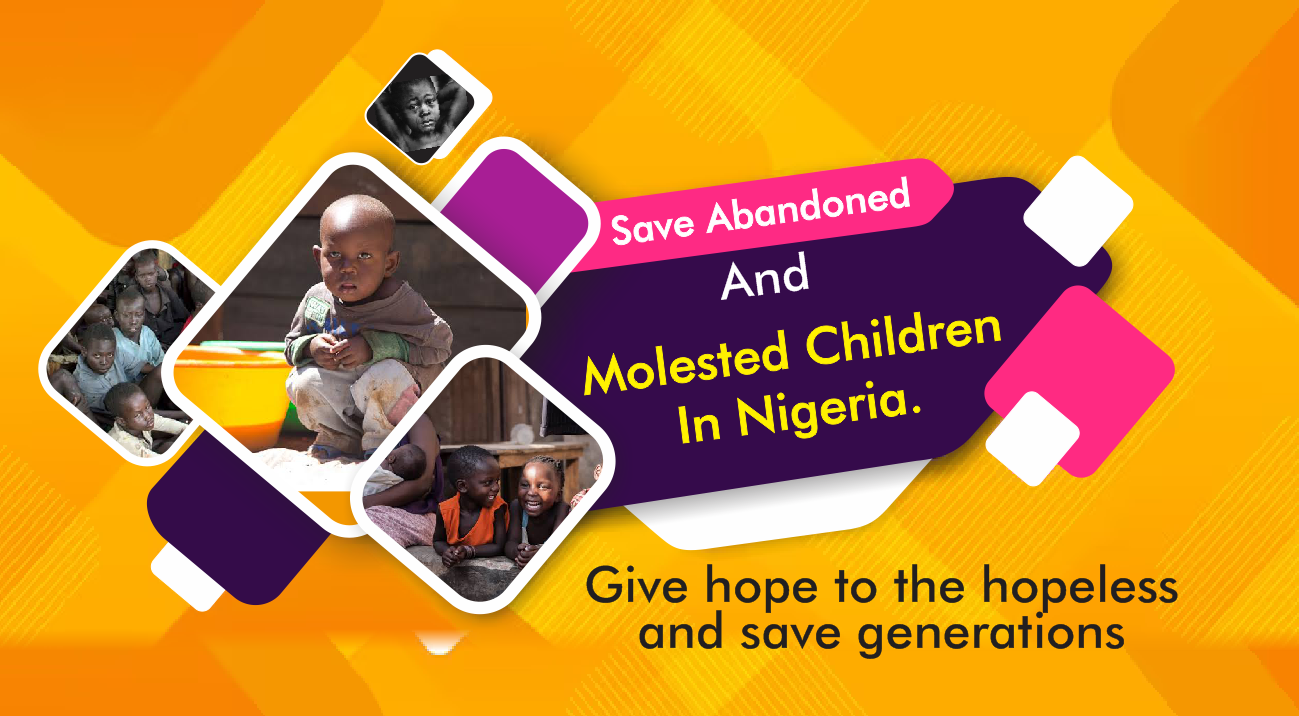 Save Abandoned
And
Molested Children
In Nigeria.
Give hope to the hopeless
and save generations